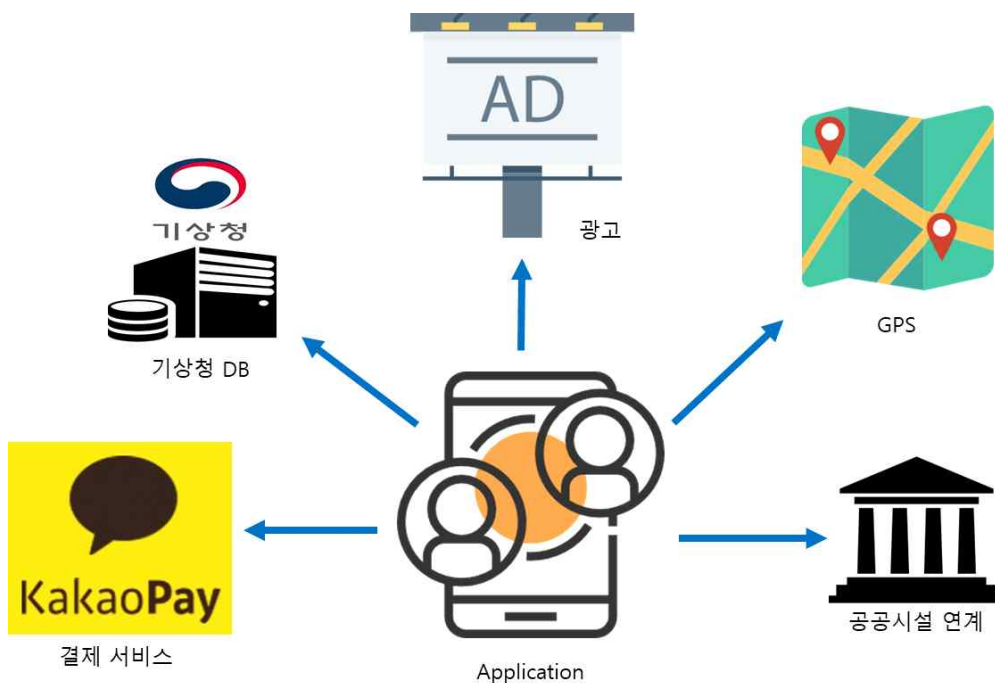 AD
광고
기상청
기상청 DB
GPS
KakaoPay
결제 서비스
Application
공공시설 연계